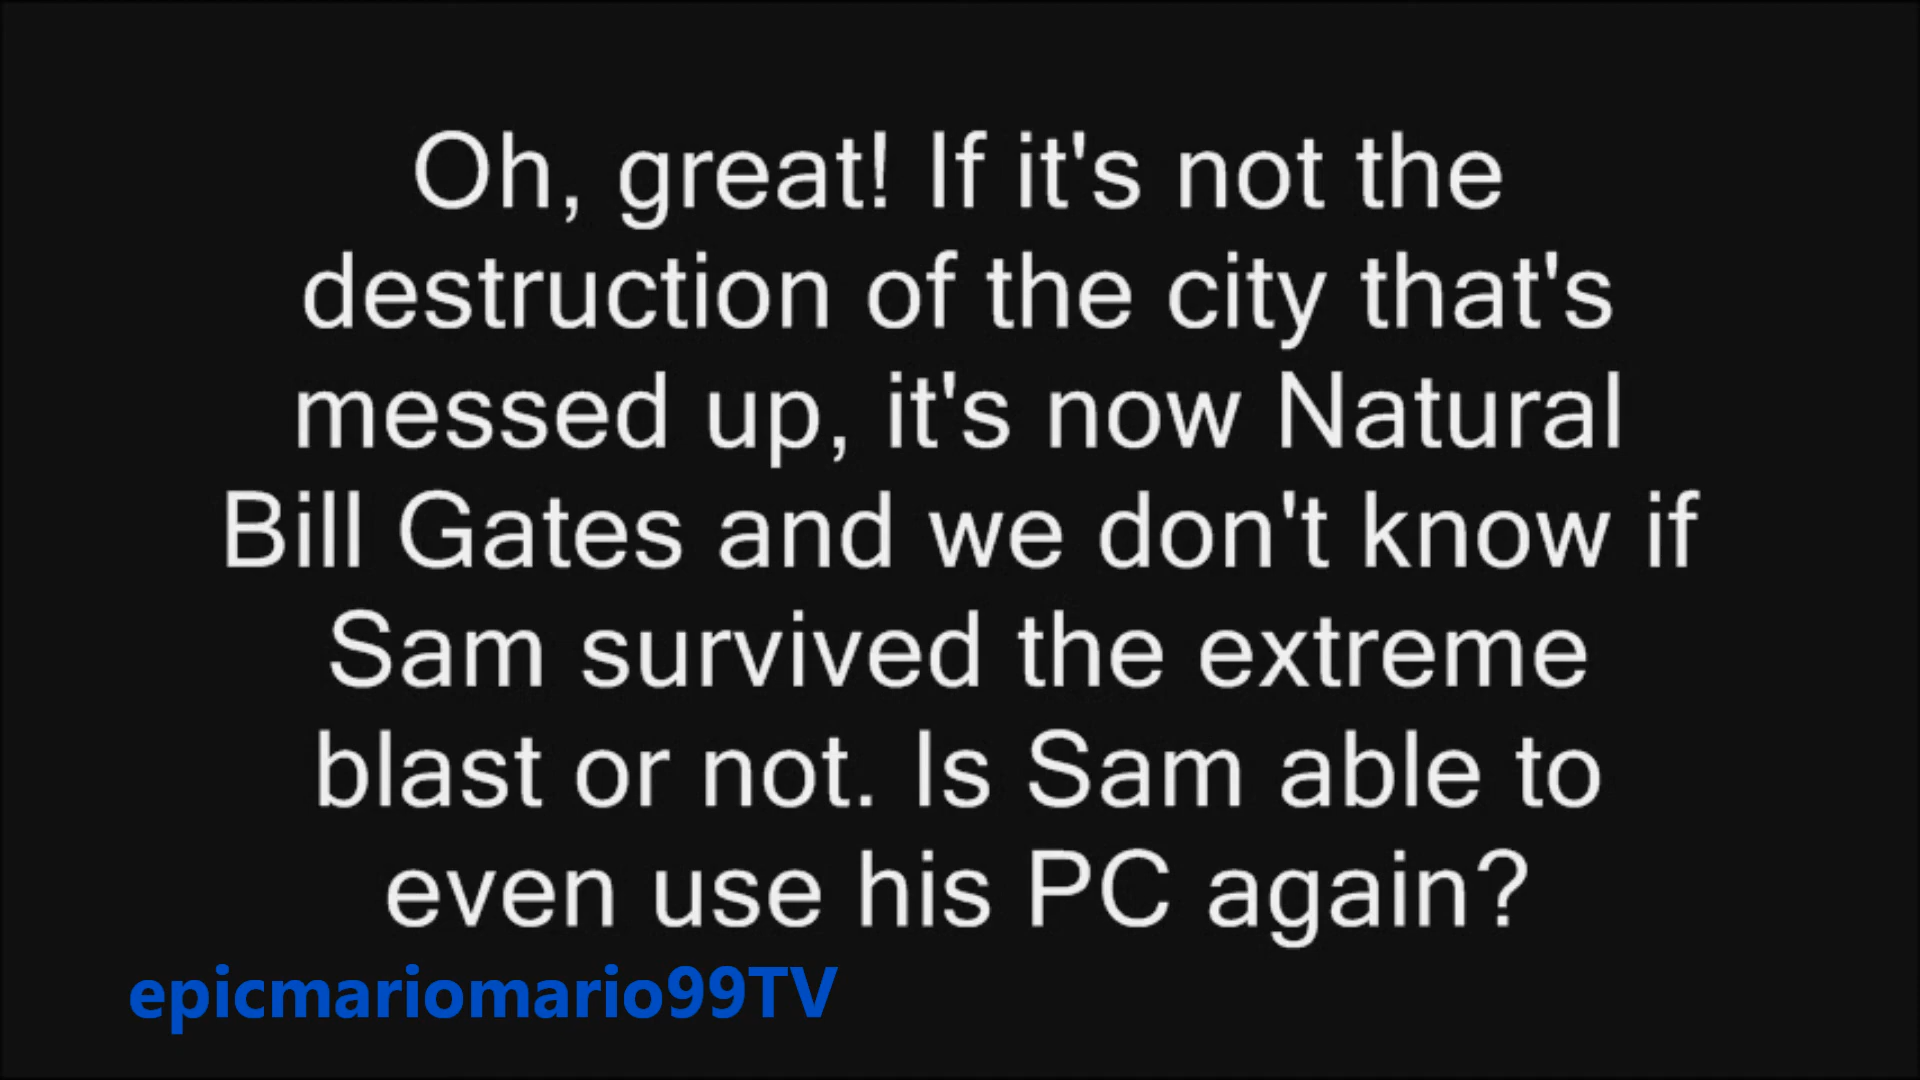 Oh, great! If it's not the
destruction of the city that's
messed up, it's now Natural
Bill Gates and we don't know if
Sam survived the extreme
blast or not. Is Sam able to
even use his PC again?
epicmariomario99TV